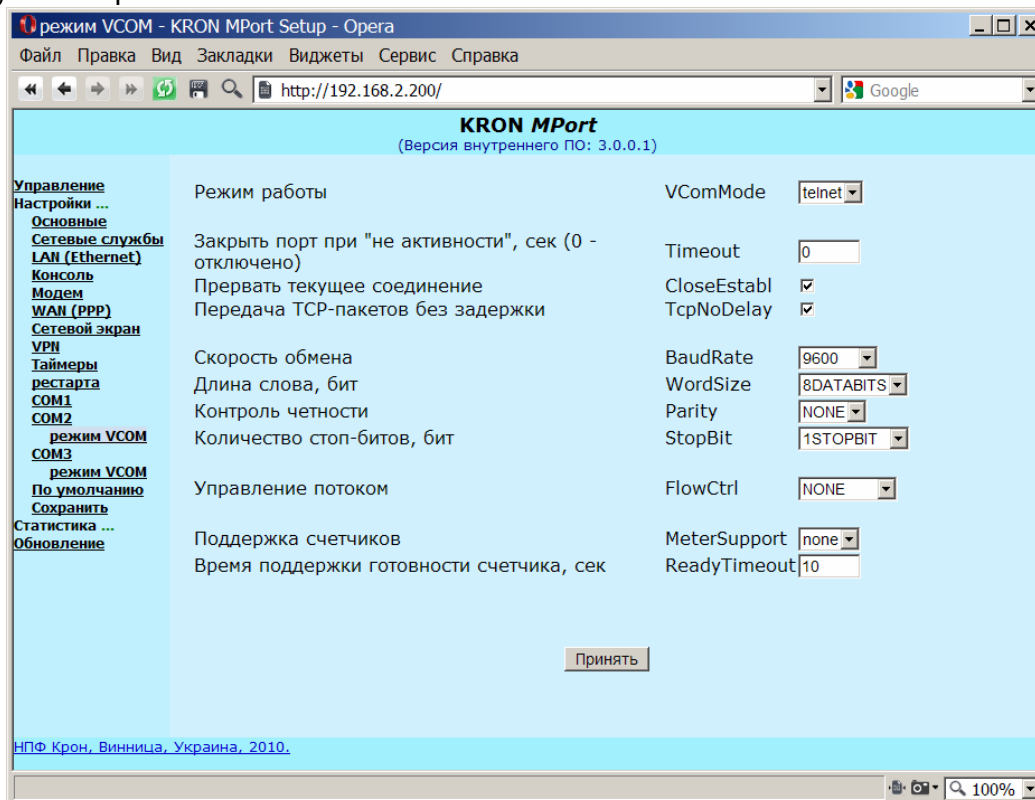 режим VCOM - KRON MPort Setup - Opera
Файл Правка Вид Закладки Виджеты Сервис Справка
http://192.168.2.200/ Google
KRON MPort
(Версия внутреннего ПО: 3.0.0.1)
Управление
Настройки ...
Основные
Сетевые службы
LAN (Ethernet)
Консоль
Модем
WAN (PPP)
Сетевой экран
VPN
Таймеры
рестарта
COM1
COM2
режим VCOM
COM3
режим VCOM
По умолчанию
Сохранить
Статистика ...
Обновление
Режим работы VComMode telnet
Закрыть порт при "не активности", сек (0 -
отключено) Timeout 0
Прервать текущее соединение CloseEstabl
Передача TCP-пакетов без задержки TcpNoDelay
Скорость обмена BaudRate 9600
Длина слова, бит WordSize 8DATABITS
Контроль четности Parity NONE
Количество стоп-битов, бит StopBit 1STOPBIT
Управление потоком FlowCtrl NONE
Поддержка счетчиков MeterSupport none
Время поддержки готовности счетчика, сек ReadyTimeout 10
Принять
НПФ Крон, Винница, Украина, 2010.
100%